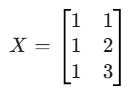 X = [1 1
1 2
1 3]